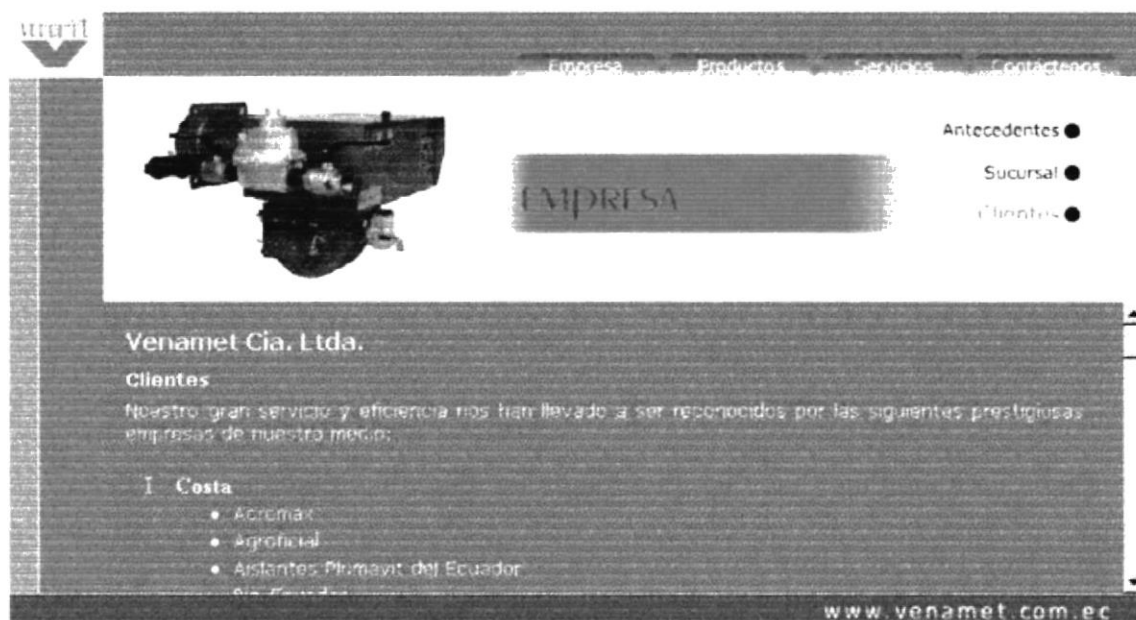 Empresa Productos Servicios Contáctenos
Antecedentes
Sucursal
Clientes
EMPRESA
Venamet Cia. Ltda.
Clientes
Nuestro gran servicio y eficiencia nos han llevado a ser reconocidos por las siguientes prestigiosas
empresas de nuestro medio:
I Costa
Acromax
Agroficial
Aislantes Plumavit del Ecuador
www.venamet.com.ec